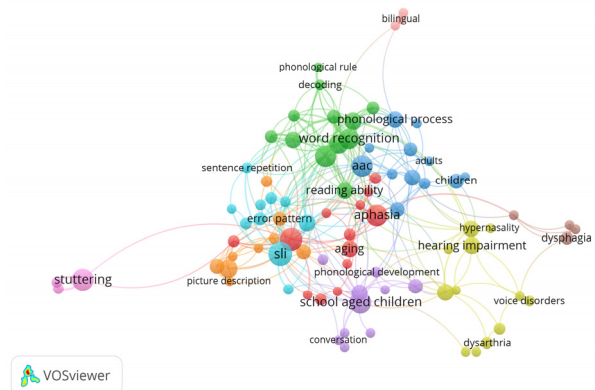 bilingual
phonological rule
decoding
phonological process
word recognition
aac
adults
sentence repetition
children
reading ability
error pattern
aphasia
hypernasality
dysphagia
hearing impairment
aging
sli
stuttering
picture description
phonological development
school aged children
voice disorders
conversation
dysarthria
VOSviewer